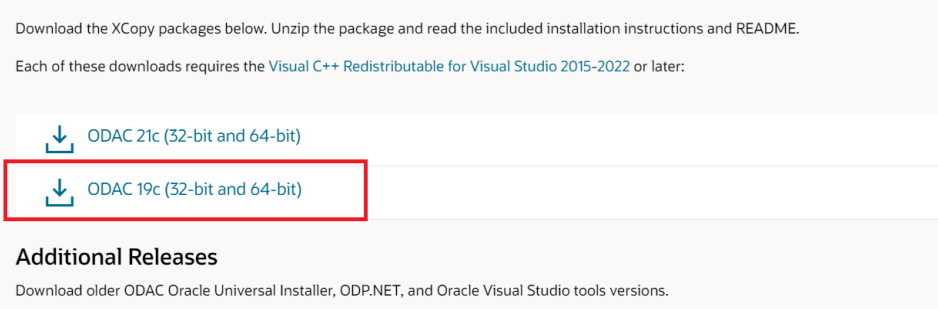 Download the XCopy packages below. Unzip the package and read the included installation instructions and README.
Each of these downloads requires the Visual C++ Redistributable for Visual Studio 2015-2022 or later:
ODAC 21c (32-bit and 64-bit)
ODAC 19c (32-bit and 64-bit)
Additional Releases
Download older ODAC Oracle Universal Installer, ODP.NET, and Oracle Visual Studio tools versions.